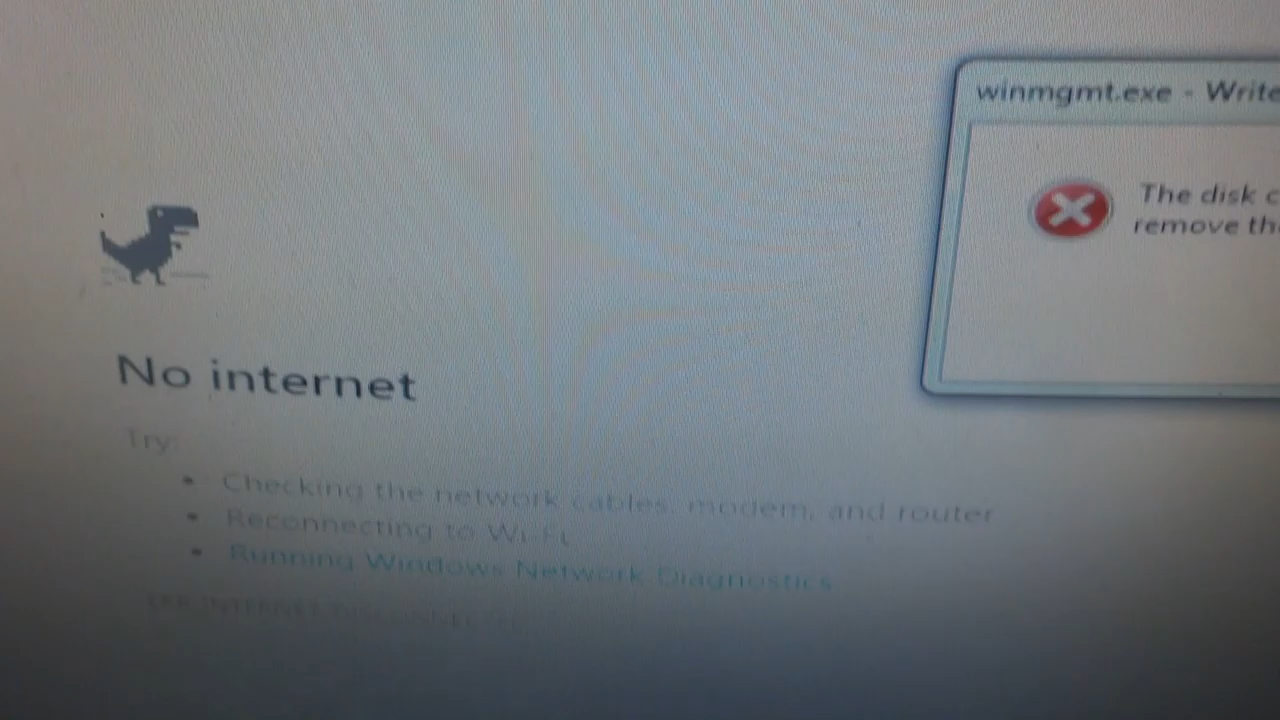 winmgmt.exe - Write
The disk c
remove th
No internet
Try:
Checking the network cables, modem, and router
Reconnecting to Wi-Fi
Running Windows Network Diagnostics
ERR_INTERNET_DISCONNECTED